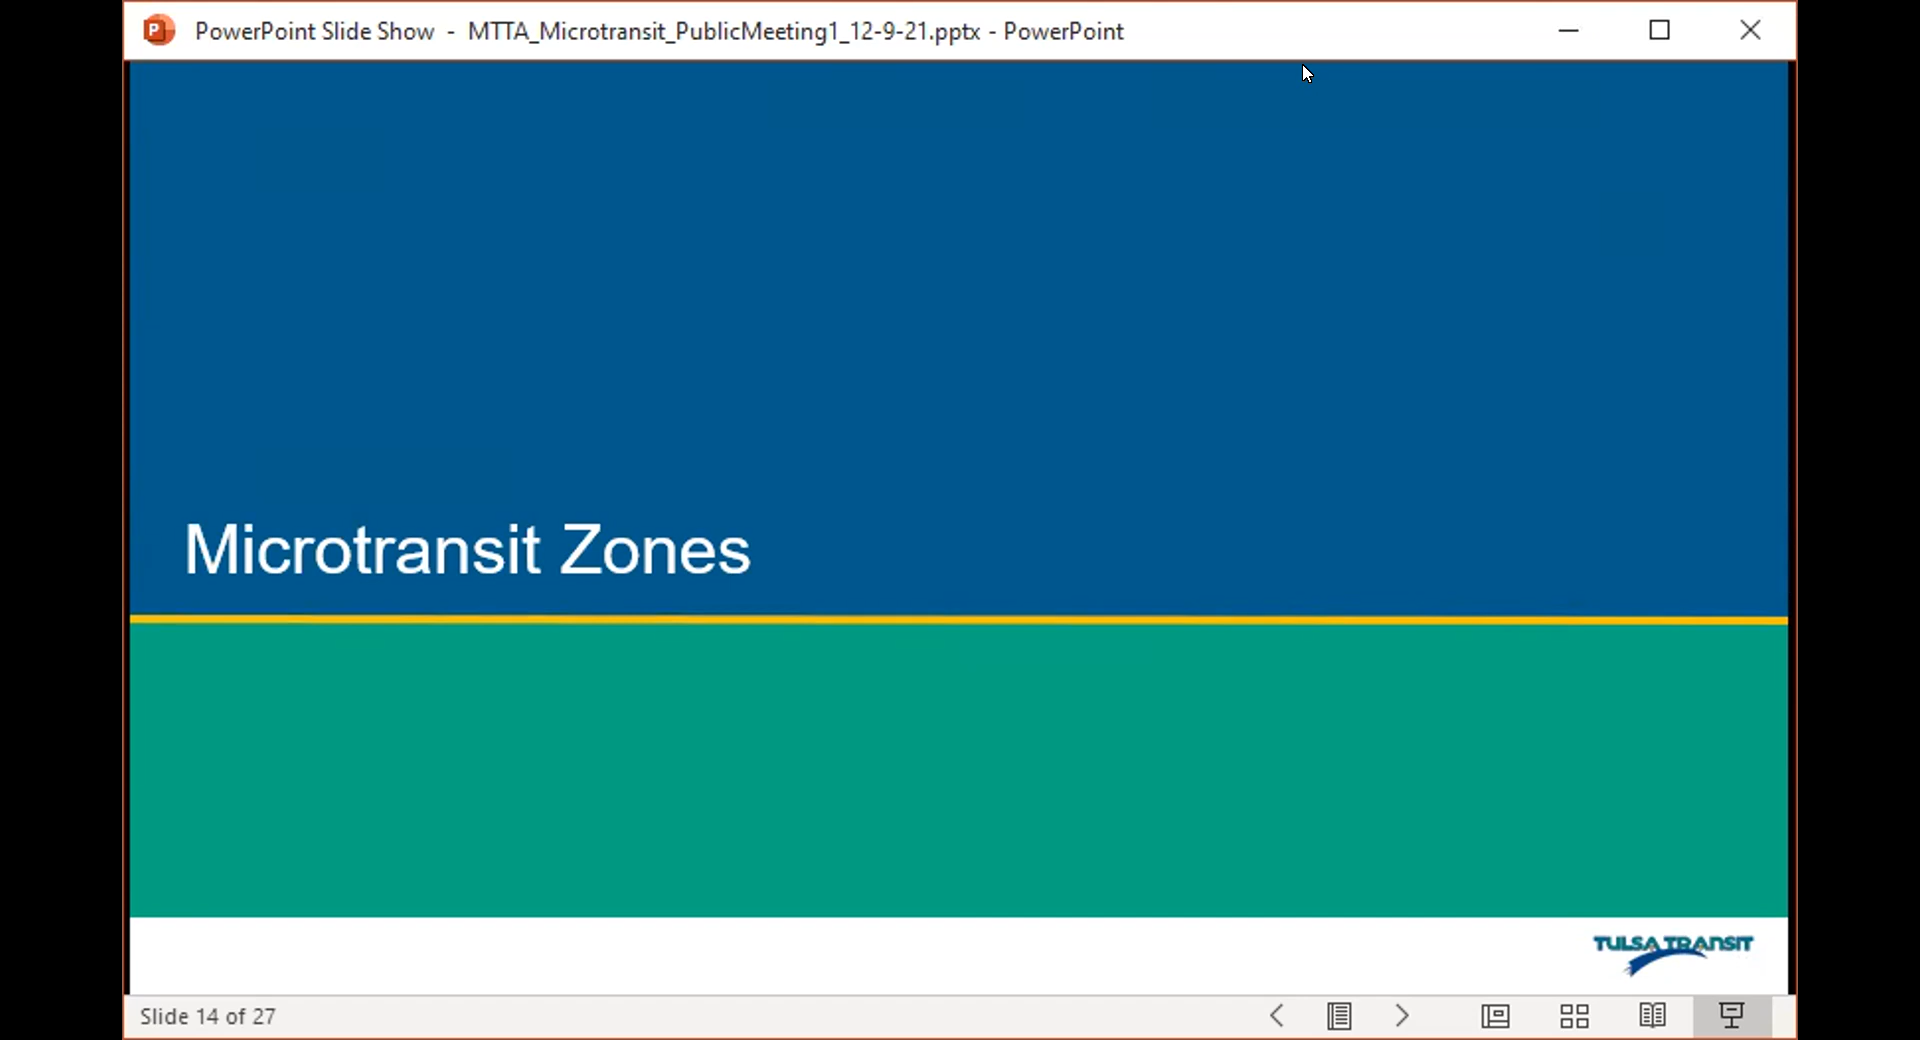 PowerPoint Slide Show - MTTA_Microtransit_PublicMeeting1_12-9-21.pptx - PowerPoint
Microtransit Zones
TULSA TRANSIT
Slide 14 of 27